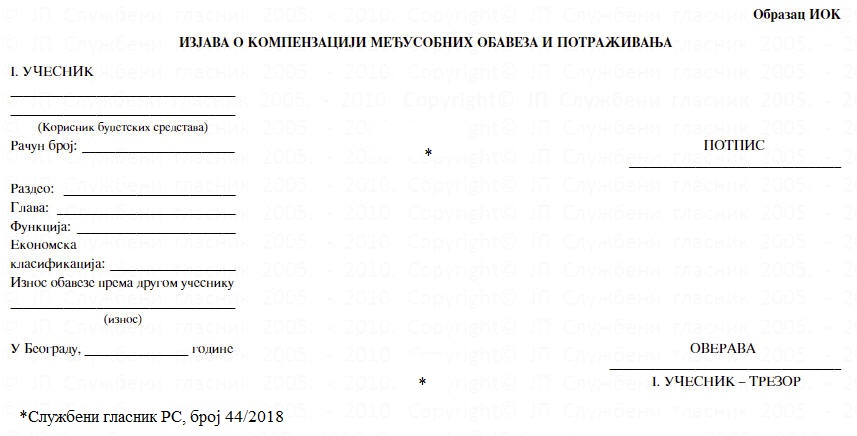 Образац ИОК
ИЗЈАВА О КОМПЕНЗАЦИЈИ МЕЂУСОБНИХ ОБАВЕЗА И ПОТРАЖИВАЊА
I. УЧЕСНИК
(Корисник буџетских средстава)
Рачун број:
* ПОТПИС
Раздео:
Глава:
Функција:
Економска
класификација:
Износ обавезе према другом учеснику
(износ)
У Београду, ______________ године
ОВЕРАВА
* I. УЧЕСНИК – ТРЕЗОР
*Службени гласник РС, број 44/2018